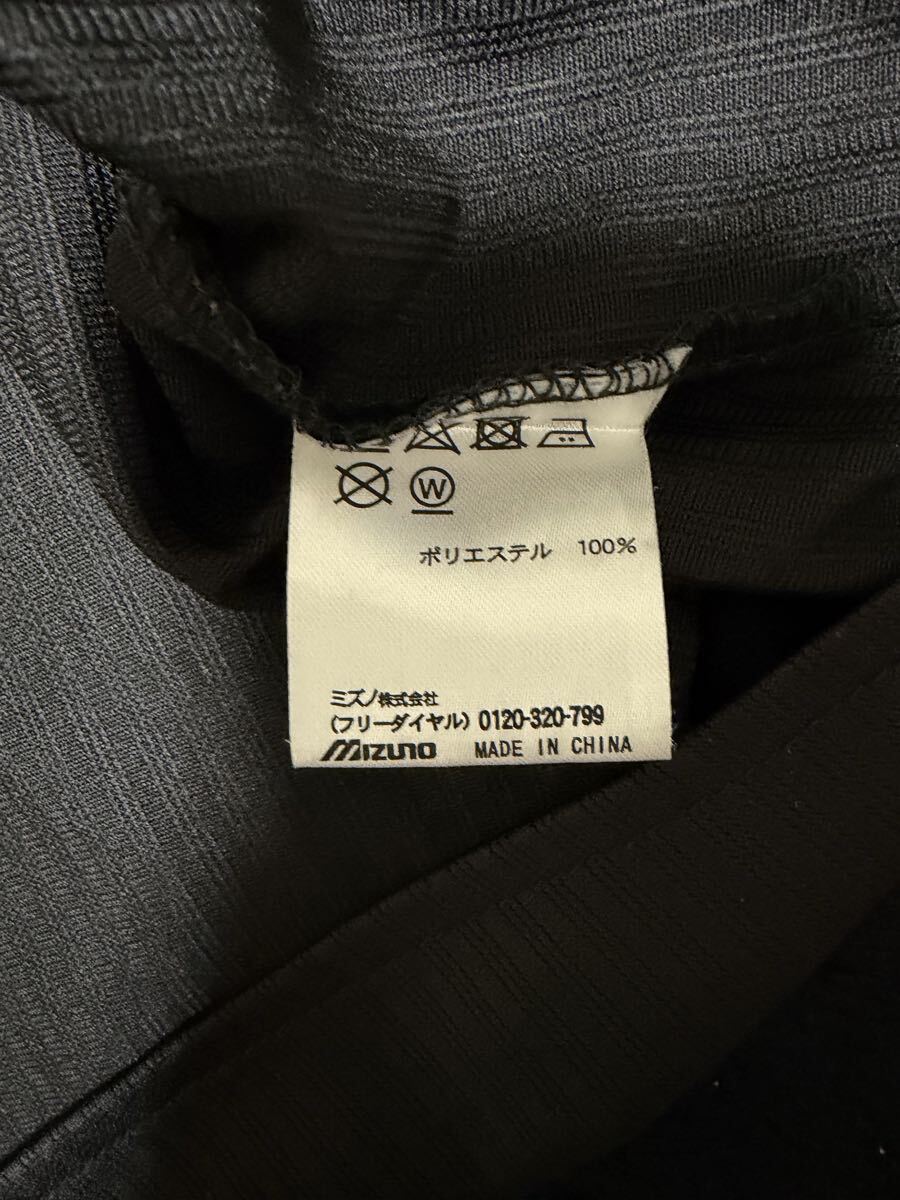 W
ポリエステル 100%
ミズノ株式会社
(フリーダイヤル) 0120-320-799
MIZUNO MADE IN CHINA